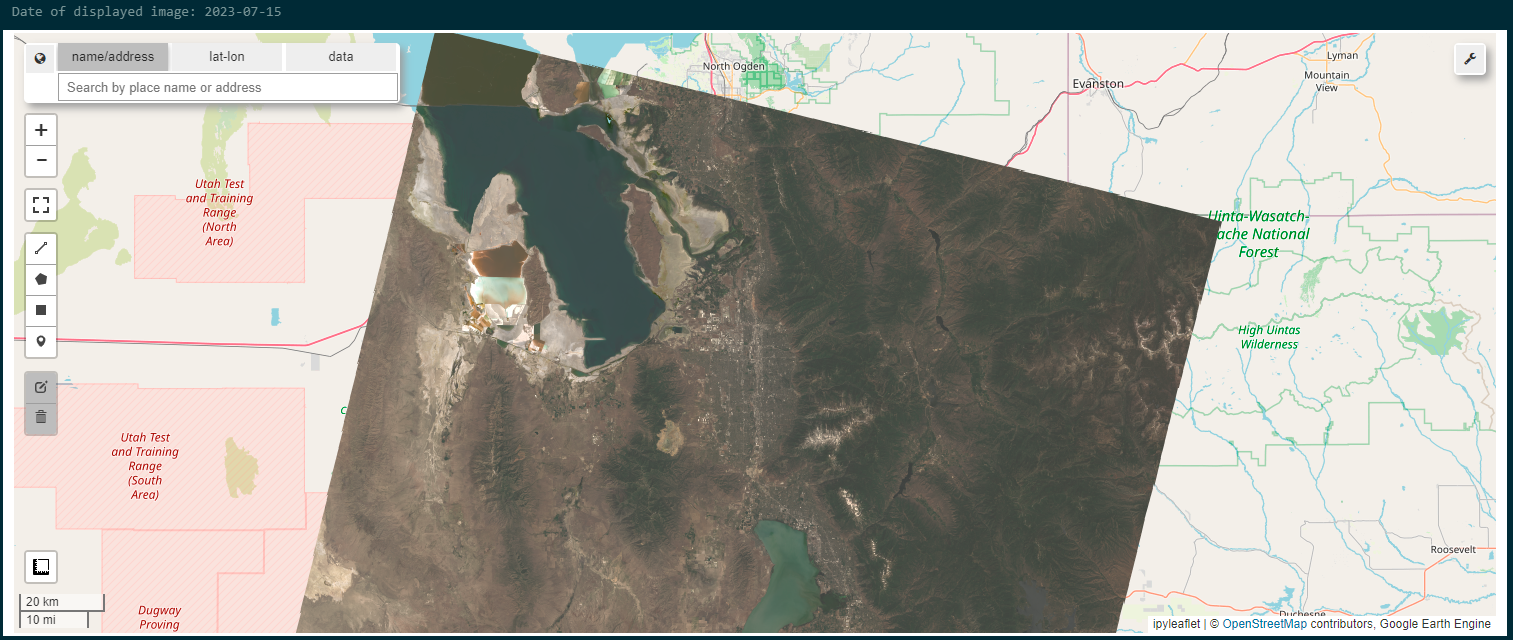 Date of displayed image: 2023-07-15
name/address
lat-lon
data
Search by place name or address
+
−
North Ogden
Evanston
Lyman
Mountain
View
Utah Test
and Training
Range
(North
Area)
Uinta-Wasatch-
ache National
Forest
High Uintas
Wilderness
C
Utah Test
and Training
Range
(South
Area)
Roosevelt
20 km
10 mi
Dugway
Proving
Duchesne
ipyleaflet | © OpenStreetMap contributors, Google Earth Engine